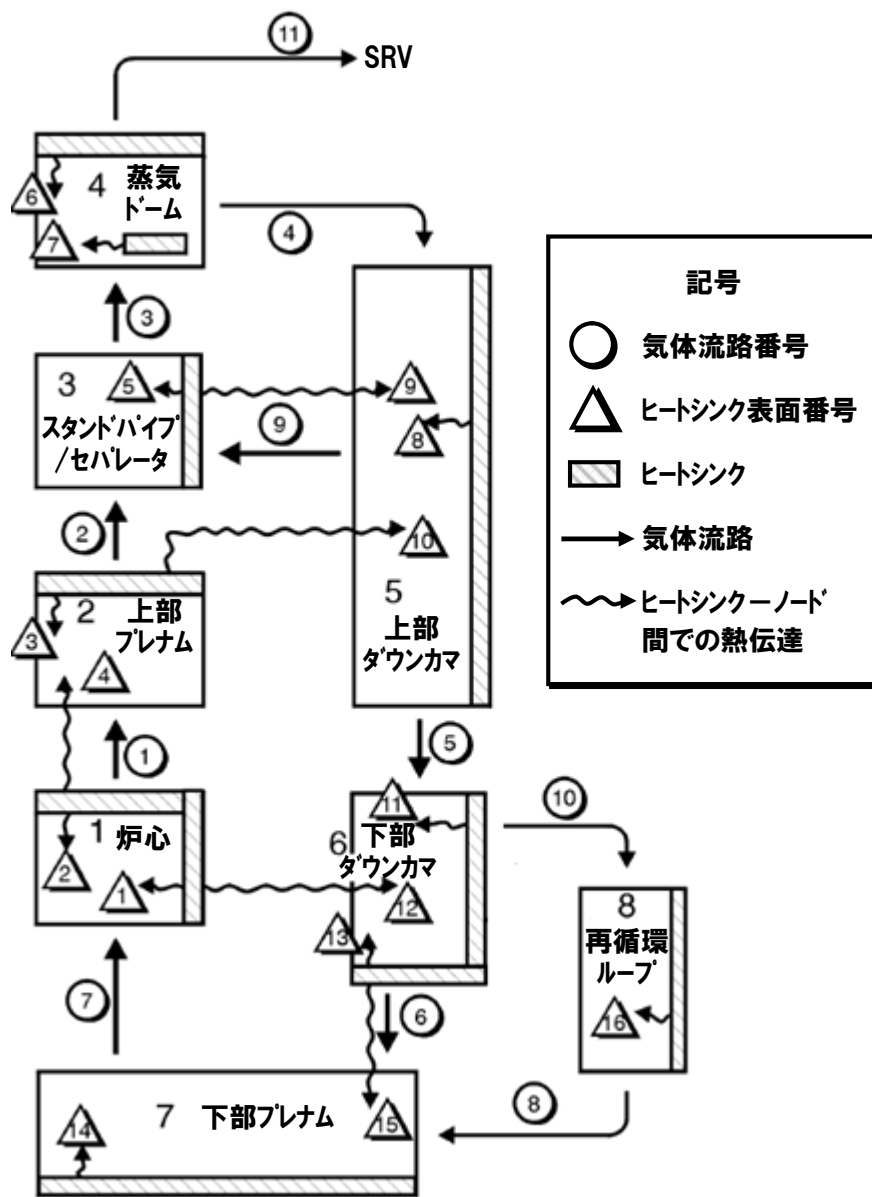 11
SRV
4
蒸気
ドーム
6
7
4
3
3
5
スタンドパイプ
/セパレータ
9
9
8
10
5
上部
ダウンカマ
2
2
上部
プレナム
3
4
1
5
1
炉心
2
1
11
6
下部
ダウンカマ
12
13
10
8
再循環
ループ
16
7
6
7
下部プレナム
14
15
8
記号
気体流路番号
ヒートシンク表面番号
ヒートシンク
気体流路
ヒートシンクーノード
間での熱伝達